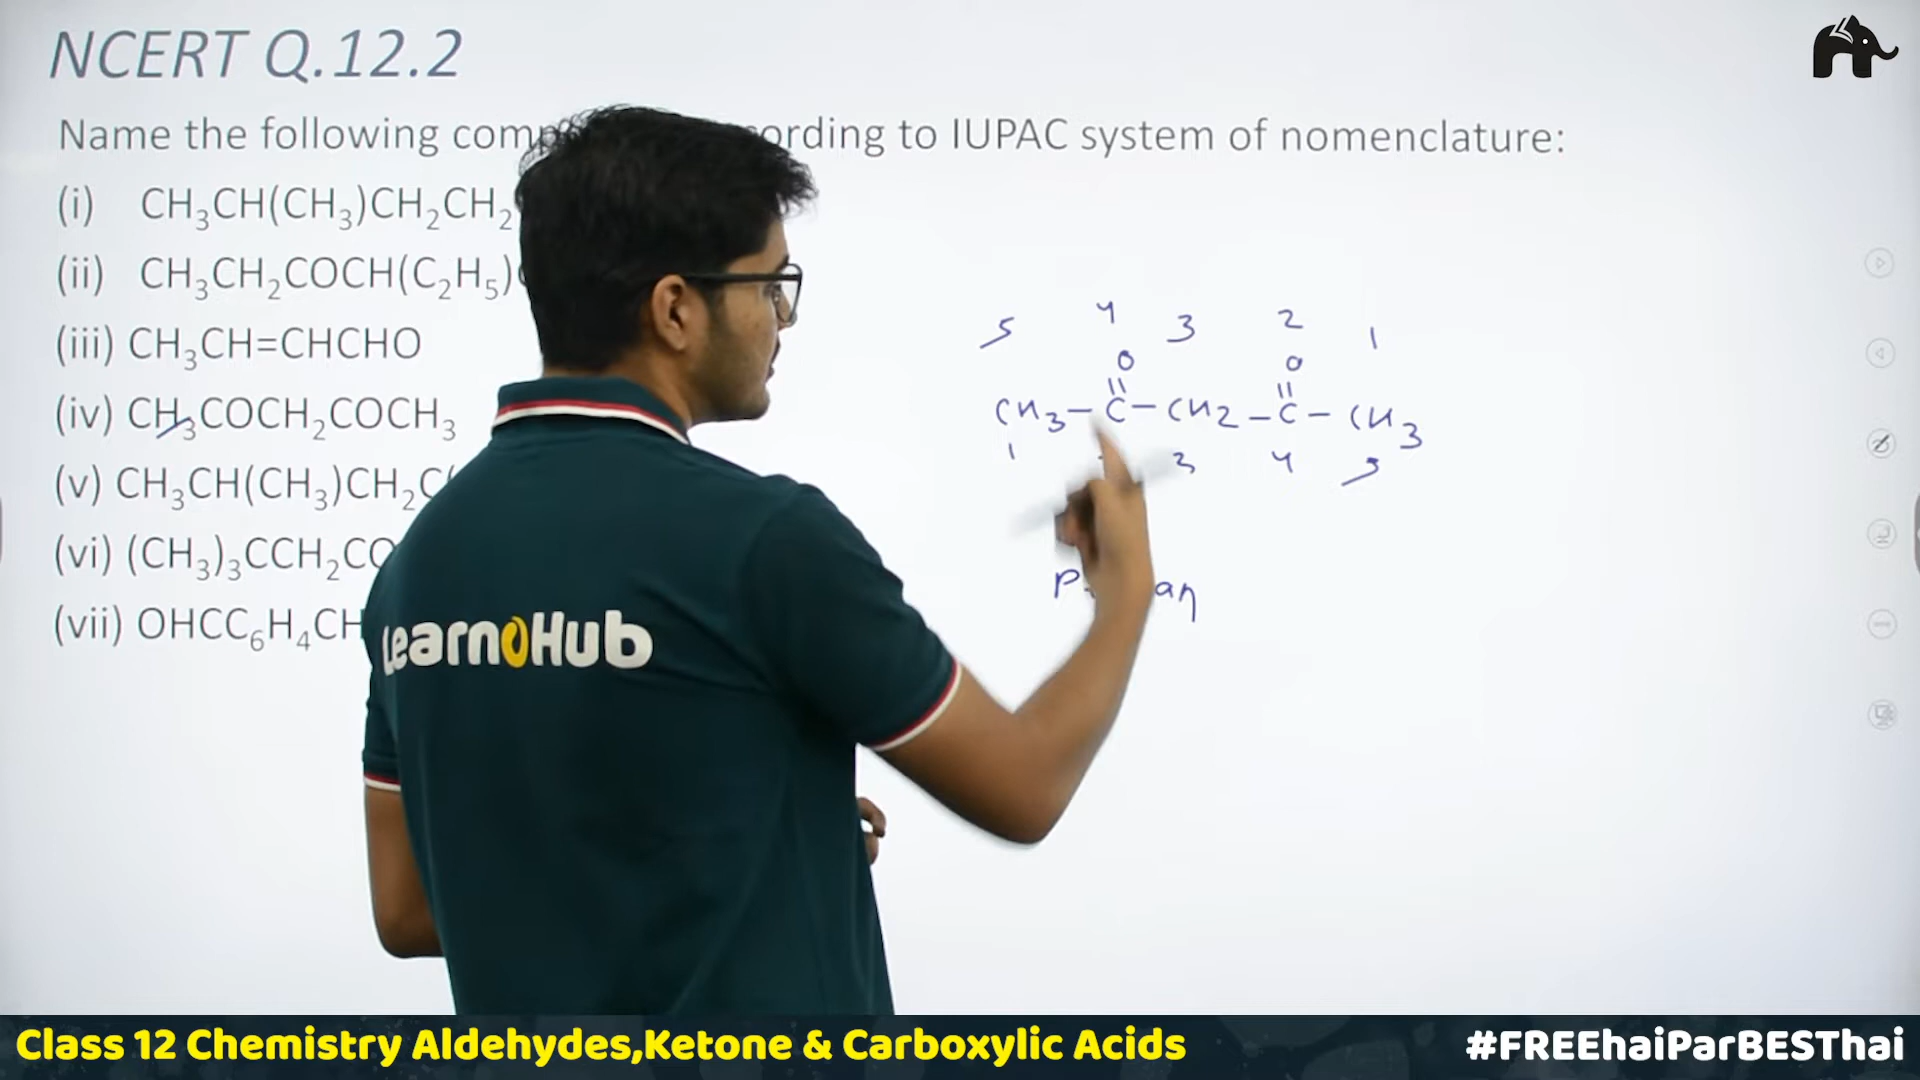 NCERT Q.12.2
Name the following ording to IUPAC system of nomenclature:
(i) CH₃CH(CH₃)CH₂CH₂
(ii) CH₃CH₂COCH(C₂H₅)
(iii) CH₃CH=CHCHO
(iv) CH₃COCH₂COCH₃
(v) CH₃CH(CH₃)CH₂C
(vi) (CH₃)₃CCH₂CO
(vii) OHCC₆H₄CH
5 4 3 2 1
O O
CH3-C-CH2-C-CH3
1 3 4 5
P an
LearnoHub
Class 12 Chemistry Aldehydes,Ketone & Carboxylic Acids
#FREEhaiParBESThai